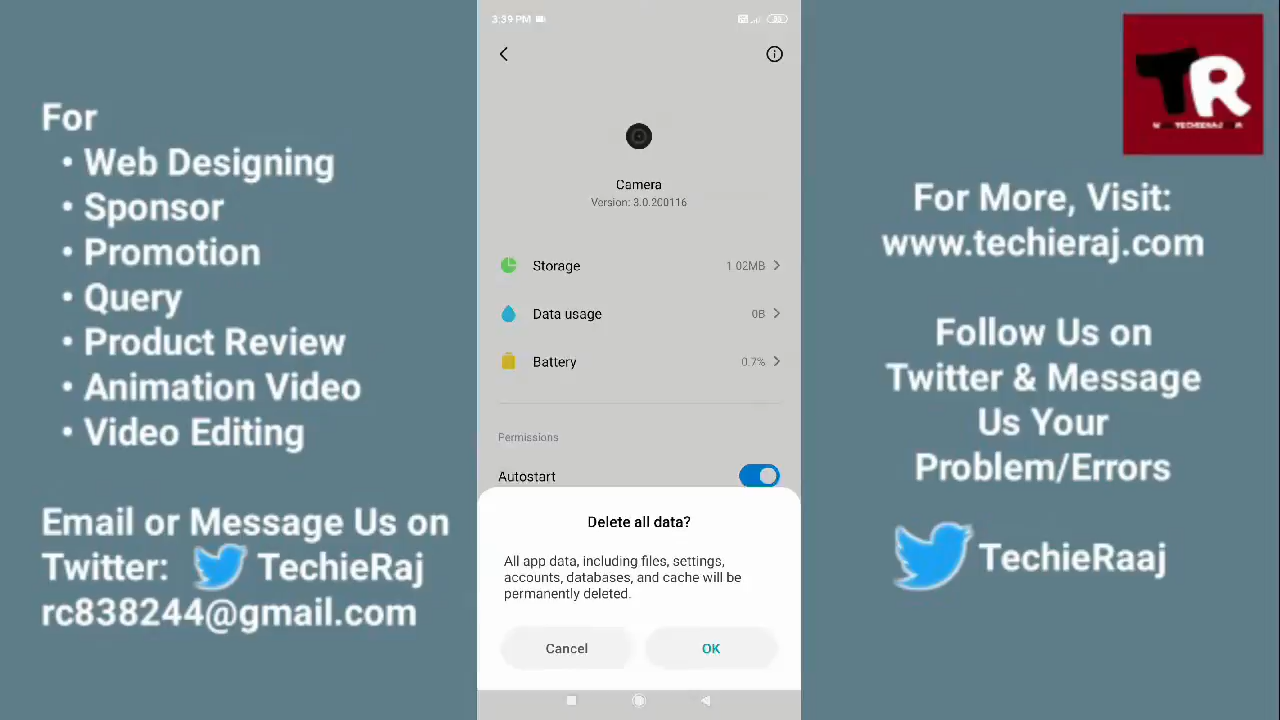 For
• Web Designing
• Sponsor
• Promotion
• Query
• Product Review
• Animation Video
• Video Editing
Email or Message Us on
Twitter: TechieRaj
rc838244@gmail.com
3:39 PM
Camera
Version: 3.0.200116
Storage 1.02MB
Data usage 0B
Battery 0.7%
Permissions
Autostart
Delete all data?
All app data, including files, settings,
accounts, databases, and cache will be
permanently deleted.
Cancel OK
TR
For More, Visit:
www.techieraj.com
Follow Us on
Twitter & Message
Us Your
Problem/Errors
TechieRaaj